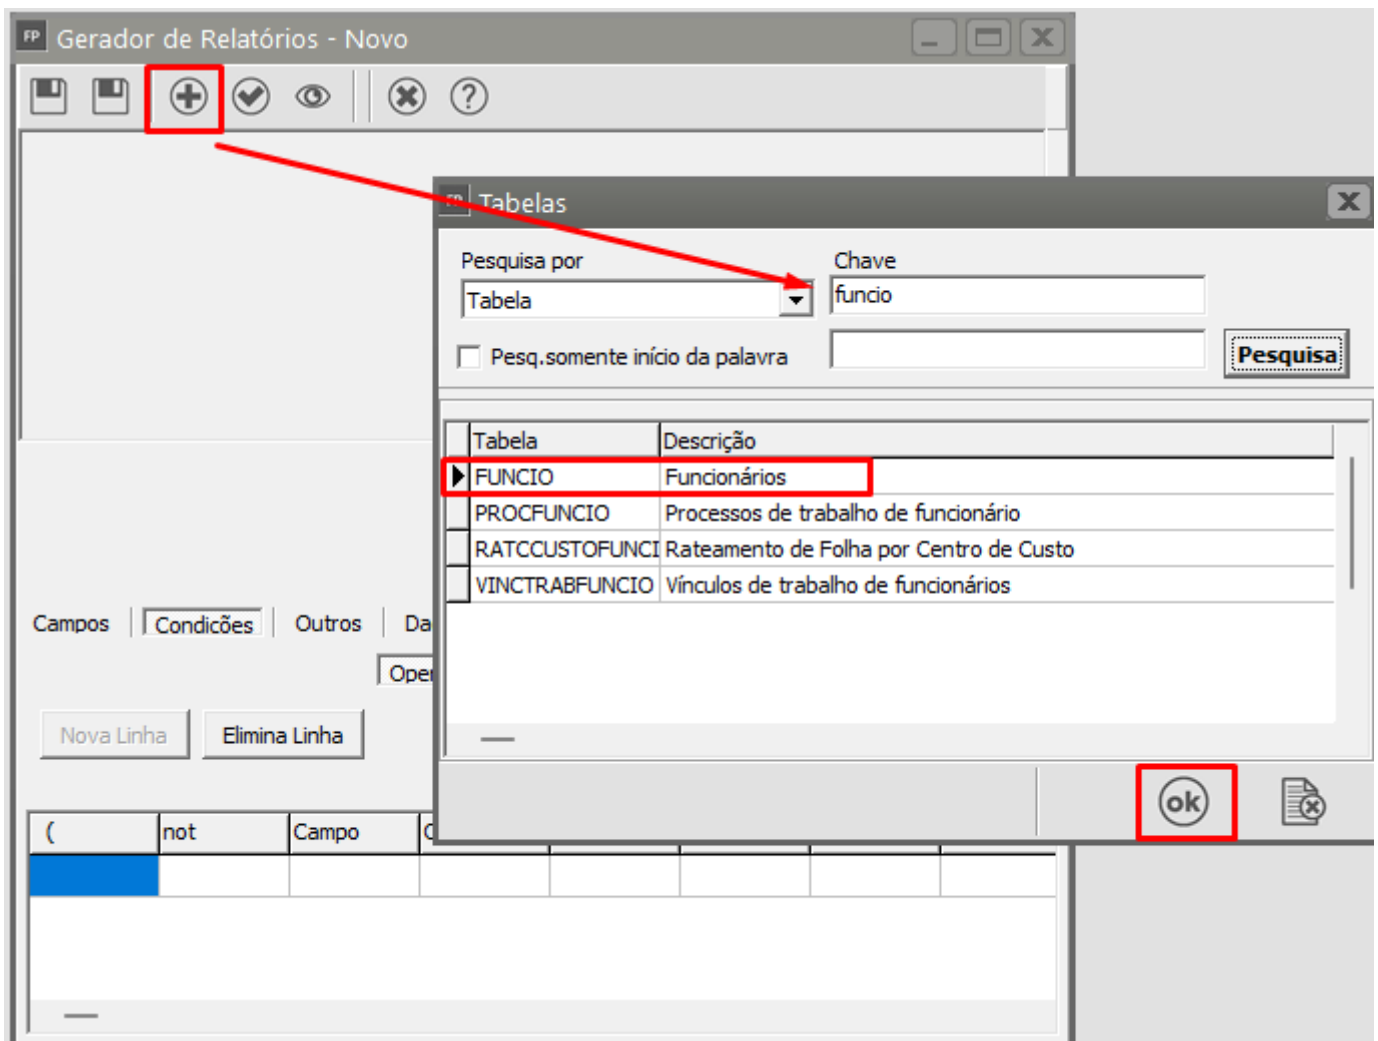 FP Gerador de Relatórios - Novo
?
Tabelas
Pesquisa por
Chave
Tabela
funcio
Pesq.somente início da palavra
Pesquisa
Tabela Descrição
FUNCIO Funcionários
PROCFUNCIO Processos de trabalho de funcionário
RATCCUSTOFUNCI Rateamento de Folha por Centro de Custo
VINCTRABFUNCIO Vínculos de trabalho de funcionários
Campos Condicões Outros Da
Oper
Nova Linha Elimina Linha
ok
( not Campo